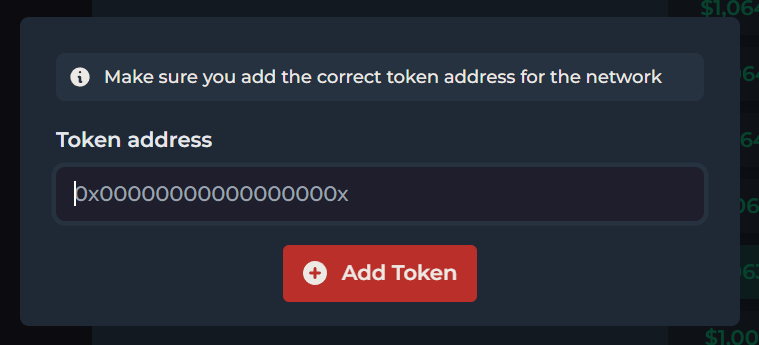 $1,064
Make sure you add the correct token address for the network
Token address
0x00000000000000000x
Add Token
$1,00